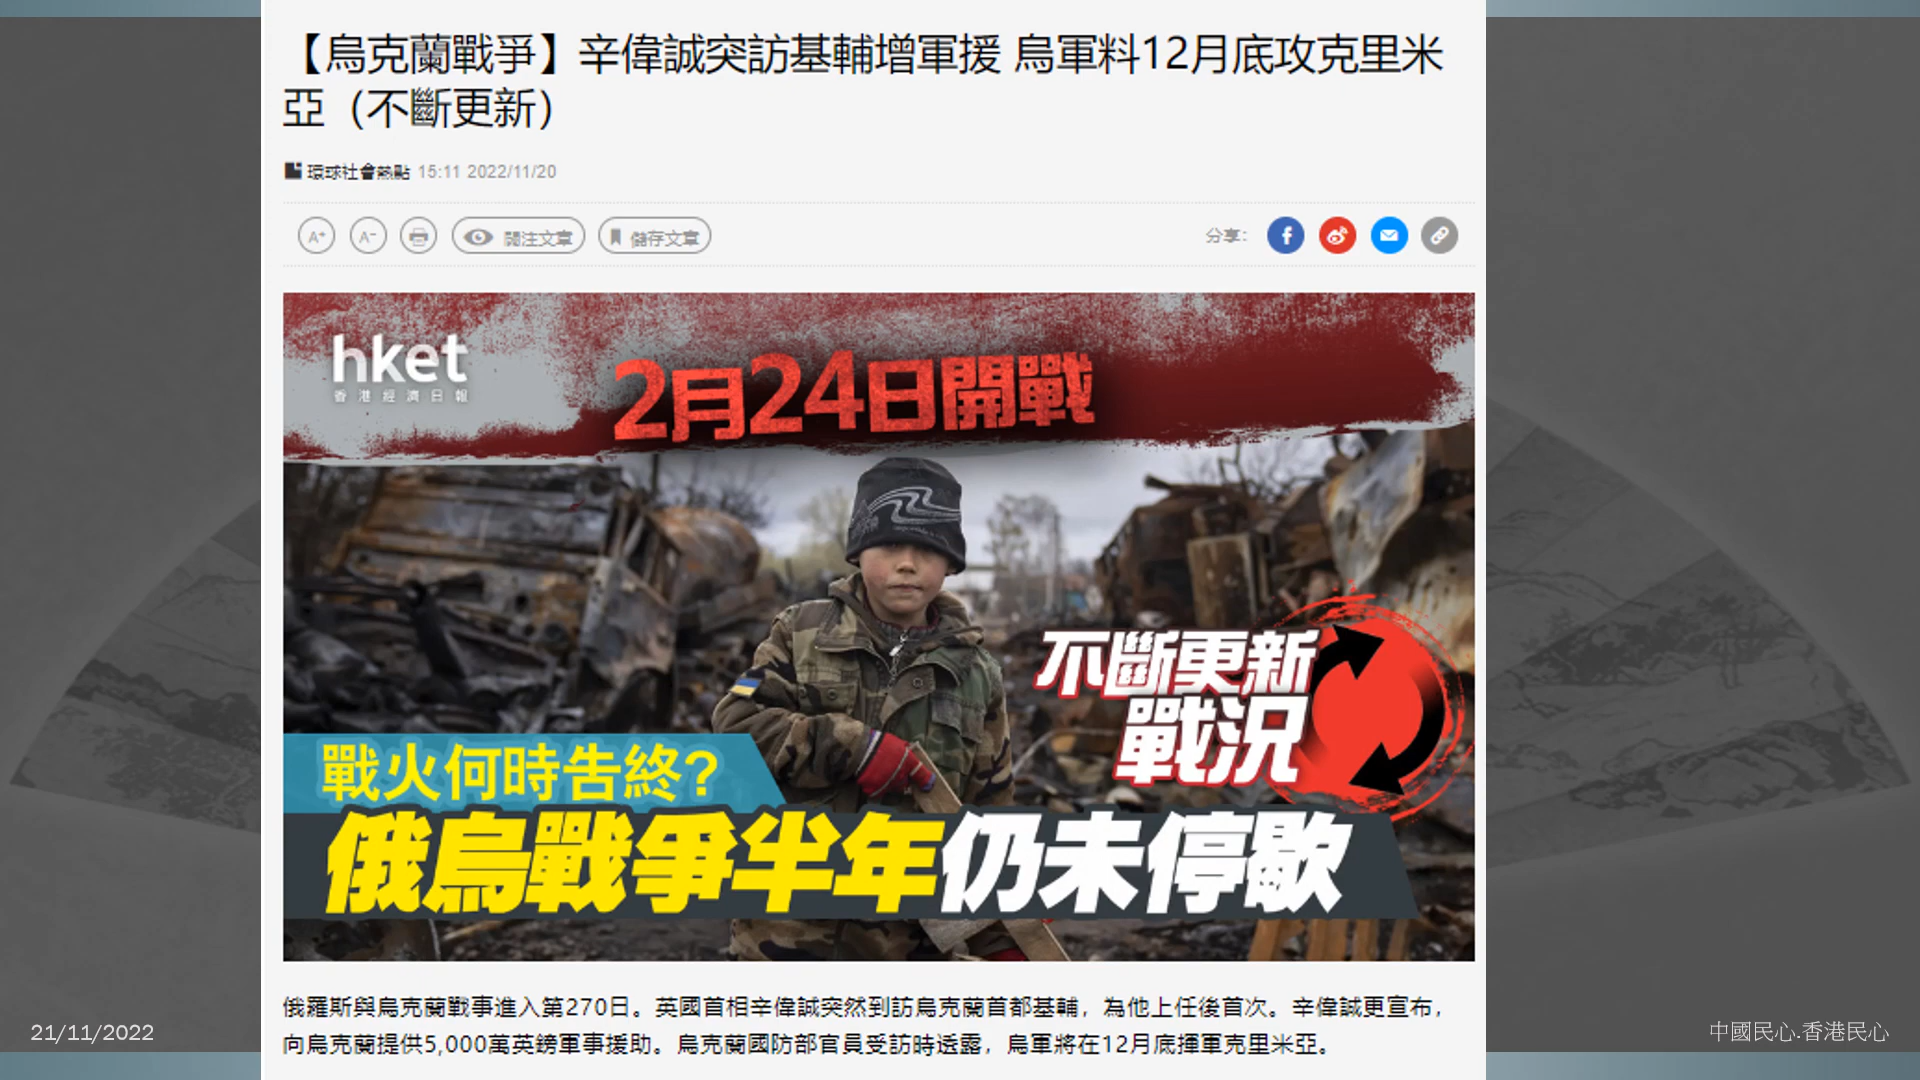 【烏克蘭戰爭】辛偉誠突訪基輔增軍援 烏軍料12月底攻克里米
亞（不斷更新）
環球社會熱點 15:11 2022/11/20
A+ A- 關注文章 儲存文章 分享:
hket
香港經濟日報
2月24日開戰
不斷更新
戰況
戰火何時告終?
俄烏戰爭半年仍未停歇
俄羅斯與烏克蘭戰事進入第270日。英國首相辛偉誠突然到訪烏克蘭首都基輔，為他上任後首次。辛偉誠更宣布，
向烏克蘭提供5,000萬英鎊軍事援助。烏克蘭國防部官員受訪時透露，烏軍將在12月底揮軍克里米亞。
21/11/2022
中國民心.香港民心